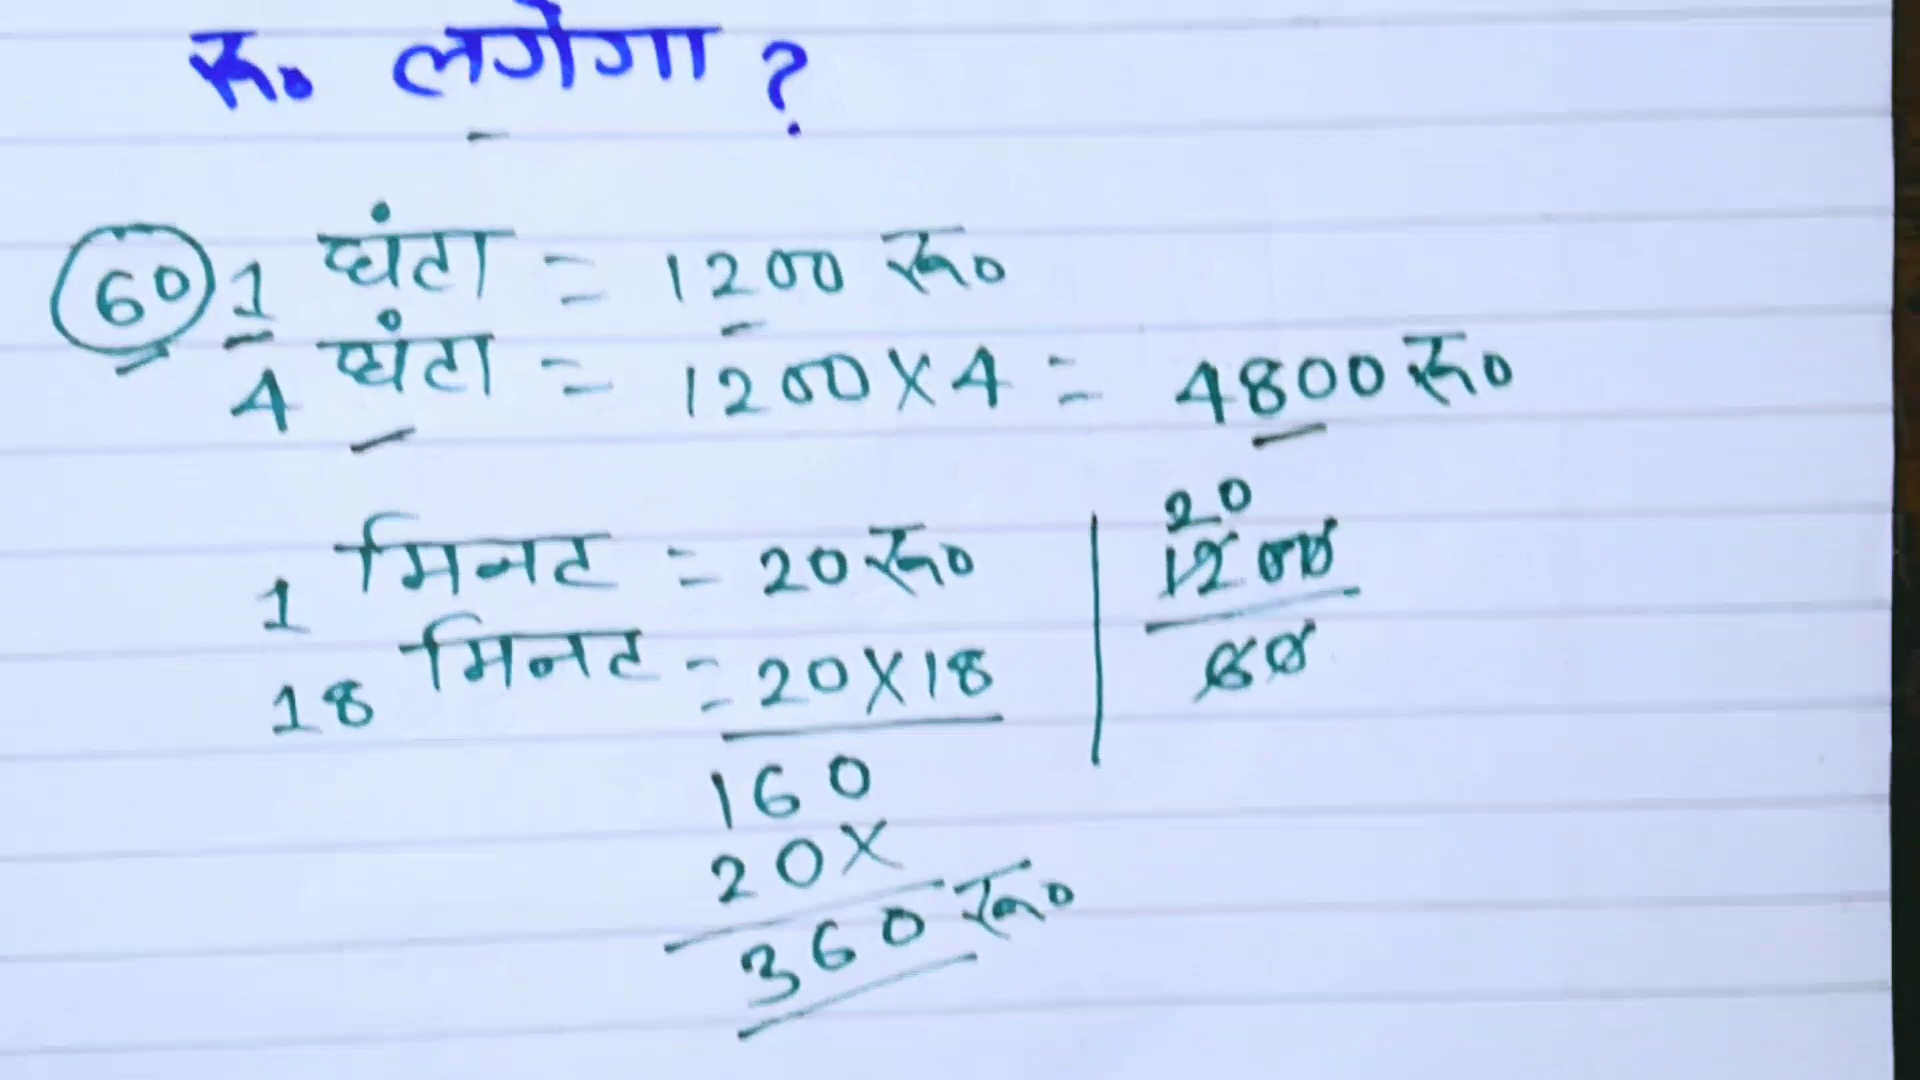 रू० लगेगा ?
60 1 घंटा = 1200 रू०
4 घंटा = 1200 X 4 = 4800 रू०
1 मिनट = 20 रू०
18 मिनट = 20 X 18
160
20 X
360 रू०
20
1200
60